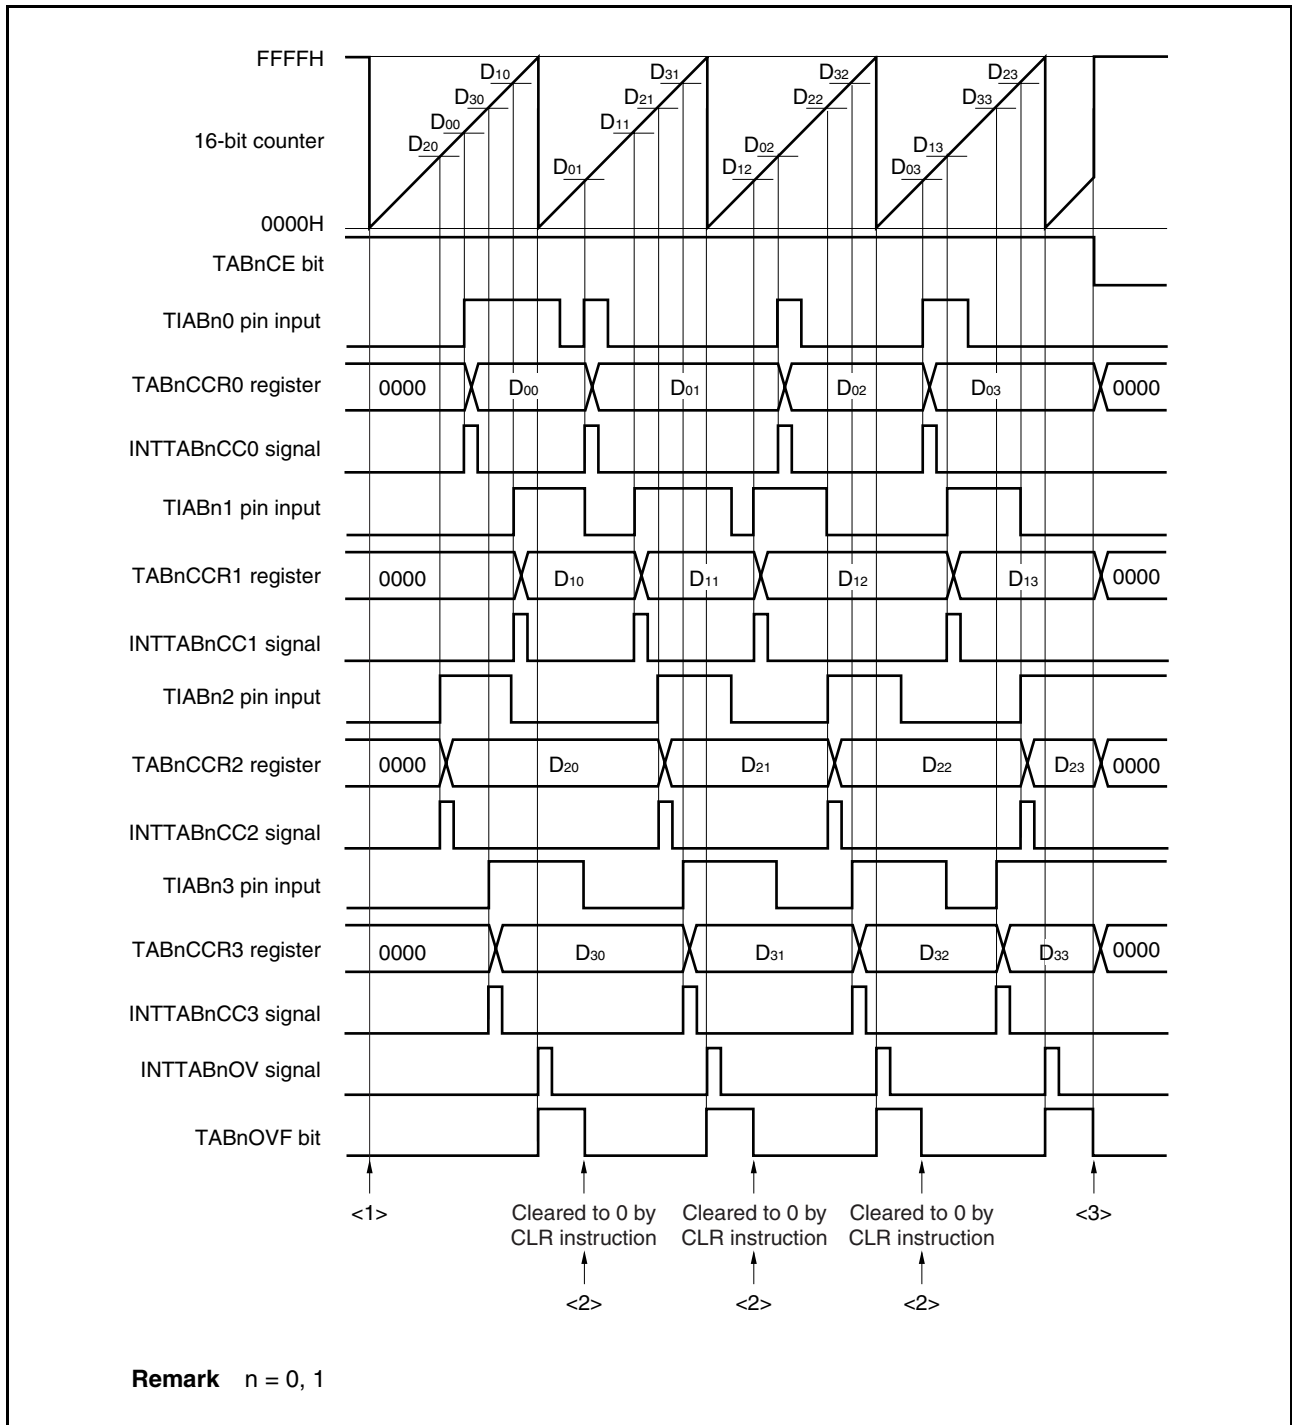 FFFFH
D10
D31
D32
D23
D30
D21
D22
D33
D00
D11
16-bit counter
D20
D02
D13
D01
D12
D03
0000H
TABnCE bit
TIABn0 pin input
TABnCCR0 register 0000 D00 D01 D02 D03 0000
INTTABnCC0 signal
TIABn1 pin input
TABnCCR1 register 0000 D10 D11 D12 D13 0000
INTTABnCC1 signal
TIABn2 pin input
TABnCCR2 register 0000 D20 D21 D22 D23 0000
INTTABnCC2 signal
TIABn3 pin input
TABnCCR3 register 0000 D30 D31 D32 D33 0000
INTTABnCC3 signal
INTTABnOV signal
TABnOVF bit
<1>
Cleared to 0 by
CLR instruction
<2>
Cleared to 0 by
CLR instruction
<2>
Cleared to 0 by
CLR instruction
<2>
<3>
Remark n = 0, 1